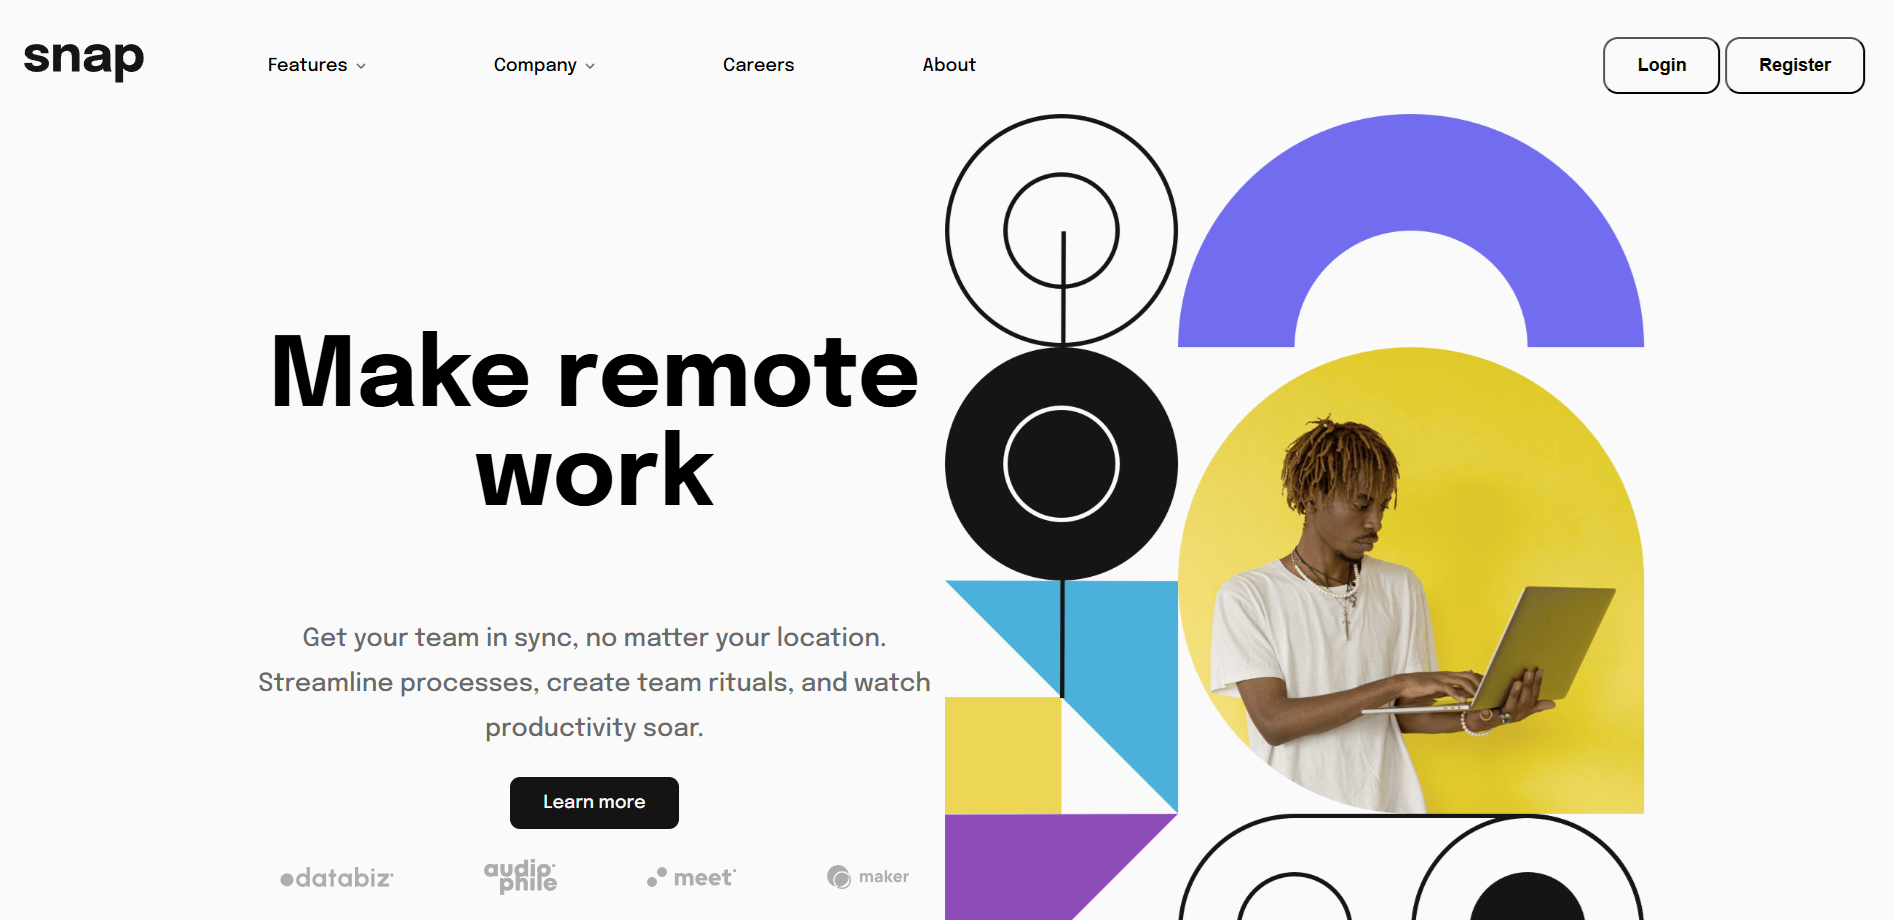 snap
Features
Company
Careers
About
Login
Register
Make remote
work
Get your team in sync, no matter your location.
Streamline processes, create team rituals, and watch
productivity soar.
Learn more
databiz
audio
phile
meet
maker